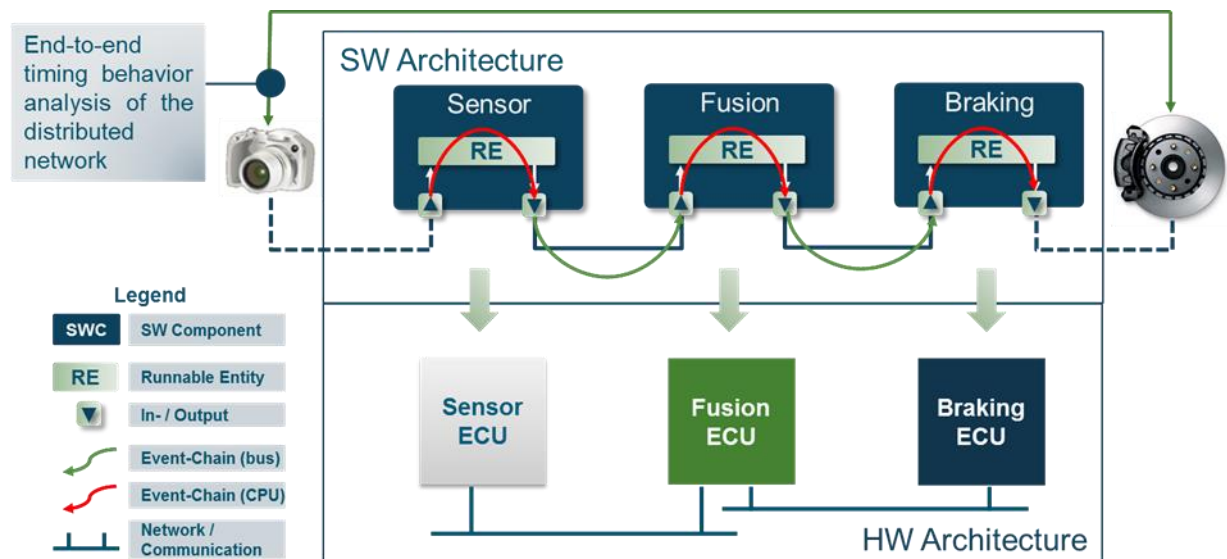 End-to-end
timing behavior
analysis of the
distributed
network
SW Architecture
Sensor
Fusion
Braking
RE
RE
RE
Legend
SWC
SW Component
RE
Runnable Entity
In- / Output
Event-Chain (bus)
Event-Chain (CPU)
Network /
Communication
Sensor
ECU
Fusion
ECU
Braking
ECU
HW Architecture